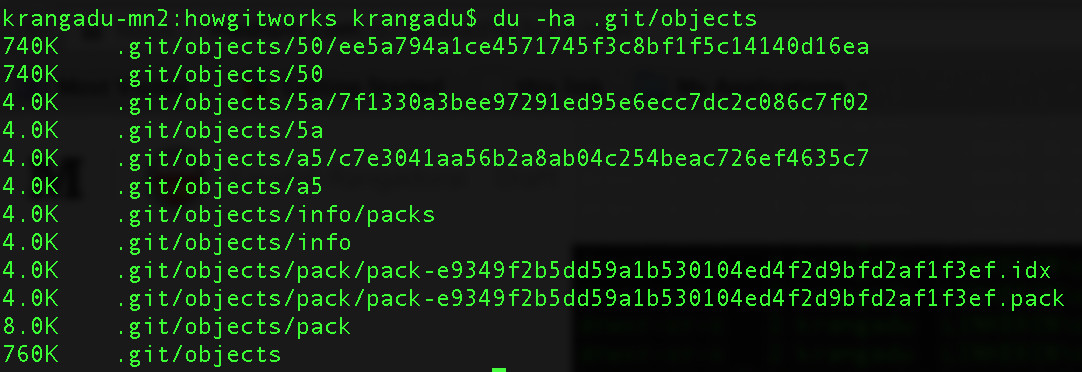 krangadu-mn2:howgitworks krangadu$ du -ha .git/objects
740K    .git/objects/50/ee5a794a1ce4571745f3c8bf1f5c14140d16ea
740K    .git/objects/50
4.0K    .git/objects/5a/7f1330a3bee97291ed95e6ecc7dc2c086c7f02
4.0K    .git/objects/5a
4.0K    .git/objects/a5/c7e3041aa56b2a8ab04c254beac726ef4635c7
4.0K    .git/objects/a5
4.0K    .git/objects/info/packs
4.0K    .git/objects/info
4.0K    .git/objects/pack/pack-e9349f2b5dd59a1b530104ed4f2d9bfd2af1f3ef.idx
4.0K    .git/objects/pack/pack-e9349f2b5dd59a1b530104ed4f2d9bfd2af1f3ef.pack
8.0K    .git/objects/pack
760K    .git/objects